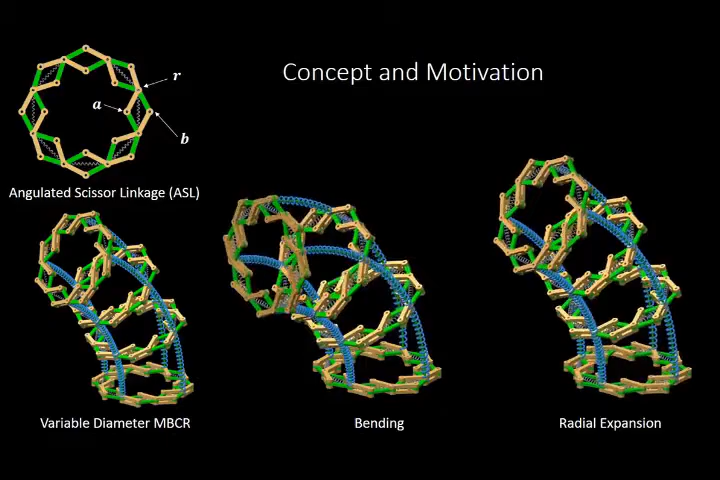 Concept and Motivation
r
a
b
Angulated Scissor Linkage (ASL)
Variable Diameter MBCR
Bending
Radial Expansion